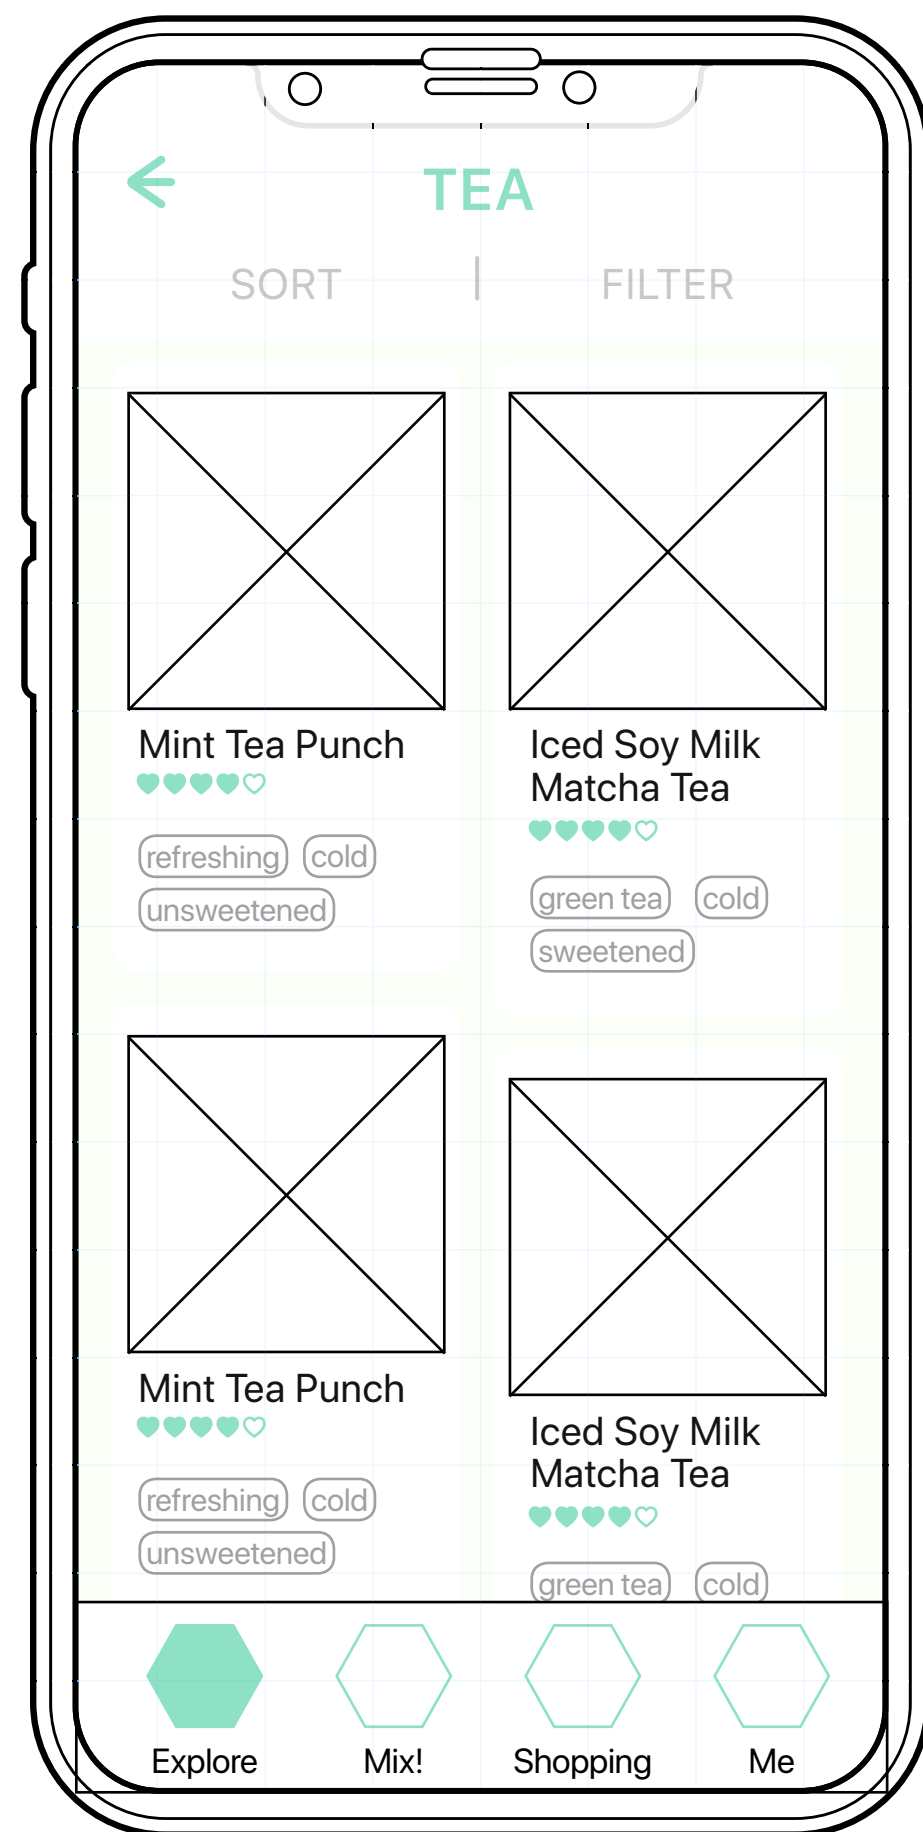 TEA
SORT | FILTER
Mint Tea Punch
refreshing cold
unsweetened
Iced Soy Milk
Matcha Tea
green tea cold
sweetened
Mint Tea Punch
refreshing cold
unsweetened
Iced Soy Milk
Matcha Tea
green tea cold
Explore Mix! Shopping Me